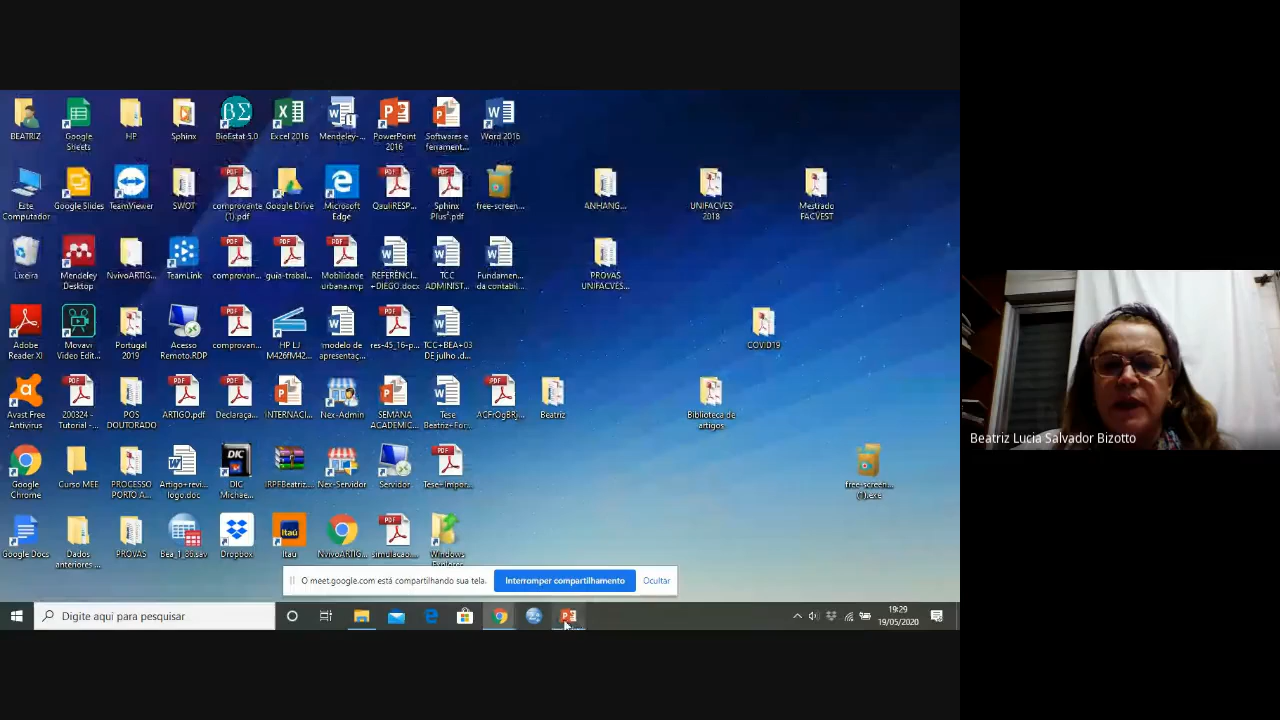 BEATRIZ
Google Sheets
HP
Sphinx
BioEstat 5.0
Excel 2016
Mendeley-...
PowerPoint 2016
Softwares e ferrament...
Word 2016
Este Computador
Google Slides
TeamViewer
SWOT
comprovante (1).pdf
Google Drive
Microsoft Edge
QauliRESP...
Sphinx Plus².pdf
free-screen...
ANHANG...
UNIFACVES 2018
Mestrado FACVEST
Lixeira
Mendeley Desktop
NvivoARTIG...
TeamLink
comprovan...
guia-trabal...
Mobilidade urbana.nvp
REFERÊNCI... +DIEGO.docx
TCC ADMINIST...
Fundamen... da contabil...
PROVAS UNIFACVES...
Adobe Reader XI
Movavi Video Edit...
Portugal 2019
Acesso Remoto.RDP
comprovan...
HP LJ M426fM42...
modelo de apresentaç...
res-45_16-p...
TCC+BEA+03 DE julho .d...
COVID19
Avast Free Antivirus
200324 - Tutorial -...
POS DOUTORADO
ARTIGO.pdf
Declaraça...
INTERNACI...
Nex-Admin
SEMANA ACADEMIC...
Tese Beatriz+For...
ACFrOgBRj...
Beatriz
Biblioteca de artigos
Google Chrome
Curso MEE
PROCESSO PORTO A...
Artigo+revi... logo.doc
DIC Michae...
IRPFBeatriz...
Nex-Servidor
Servidor
Tese+Impor...
free-screen... (1).exe
Google Docs
Dados anteriores ...
PROVAS
Bea_1_86.sav
Dropbox
Itaú
NvivoARTIG...
simulacao....
Windows Explorer
O meet.google.com está compartilhando sua tela.
Interromper compartilhamento
Ocultar
Digite aqui para pesquisar
19:29
19/05/2020
Beatriz Lucia Salvador Bizotto